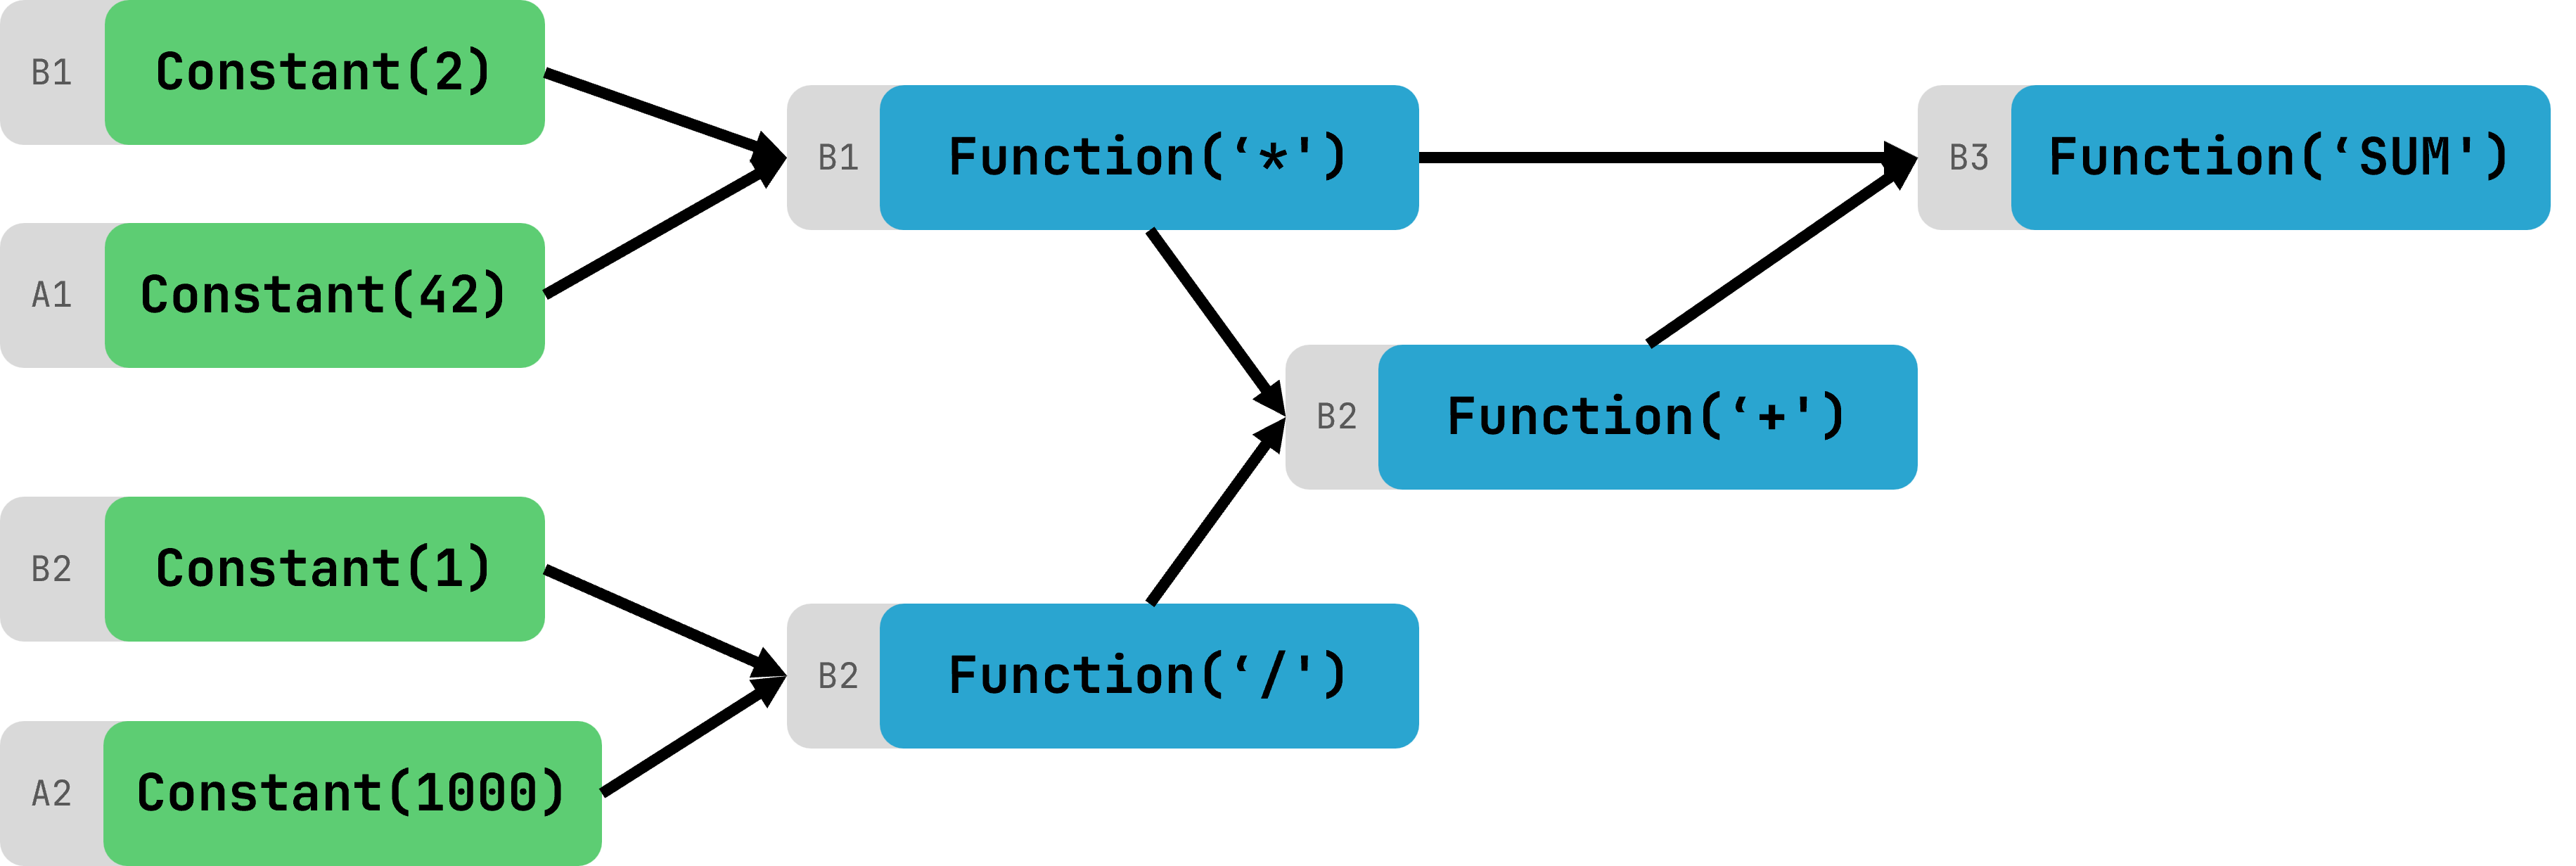 B1 Constant(2)
A1 Constant(42)
B2 Constant(1)
A2 Constant(1000)
B1 Function(‘*')
B2 Function(‘/')
B2 Function(‘+')
B3 Function(‘SUM')